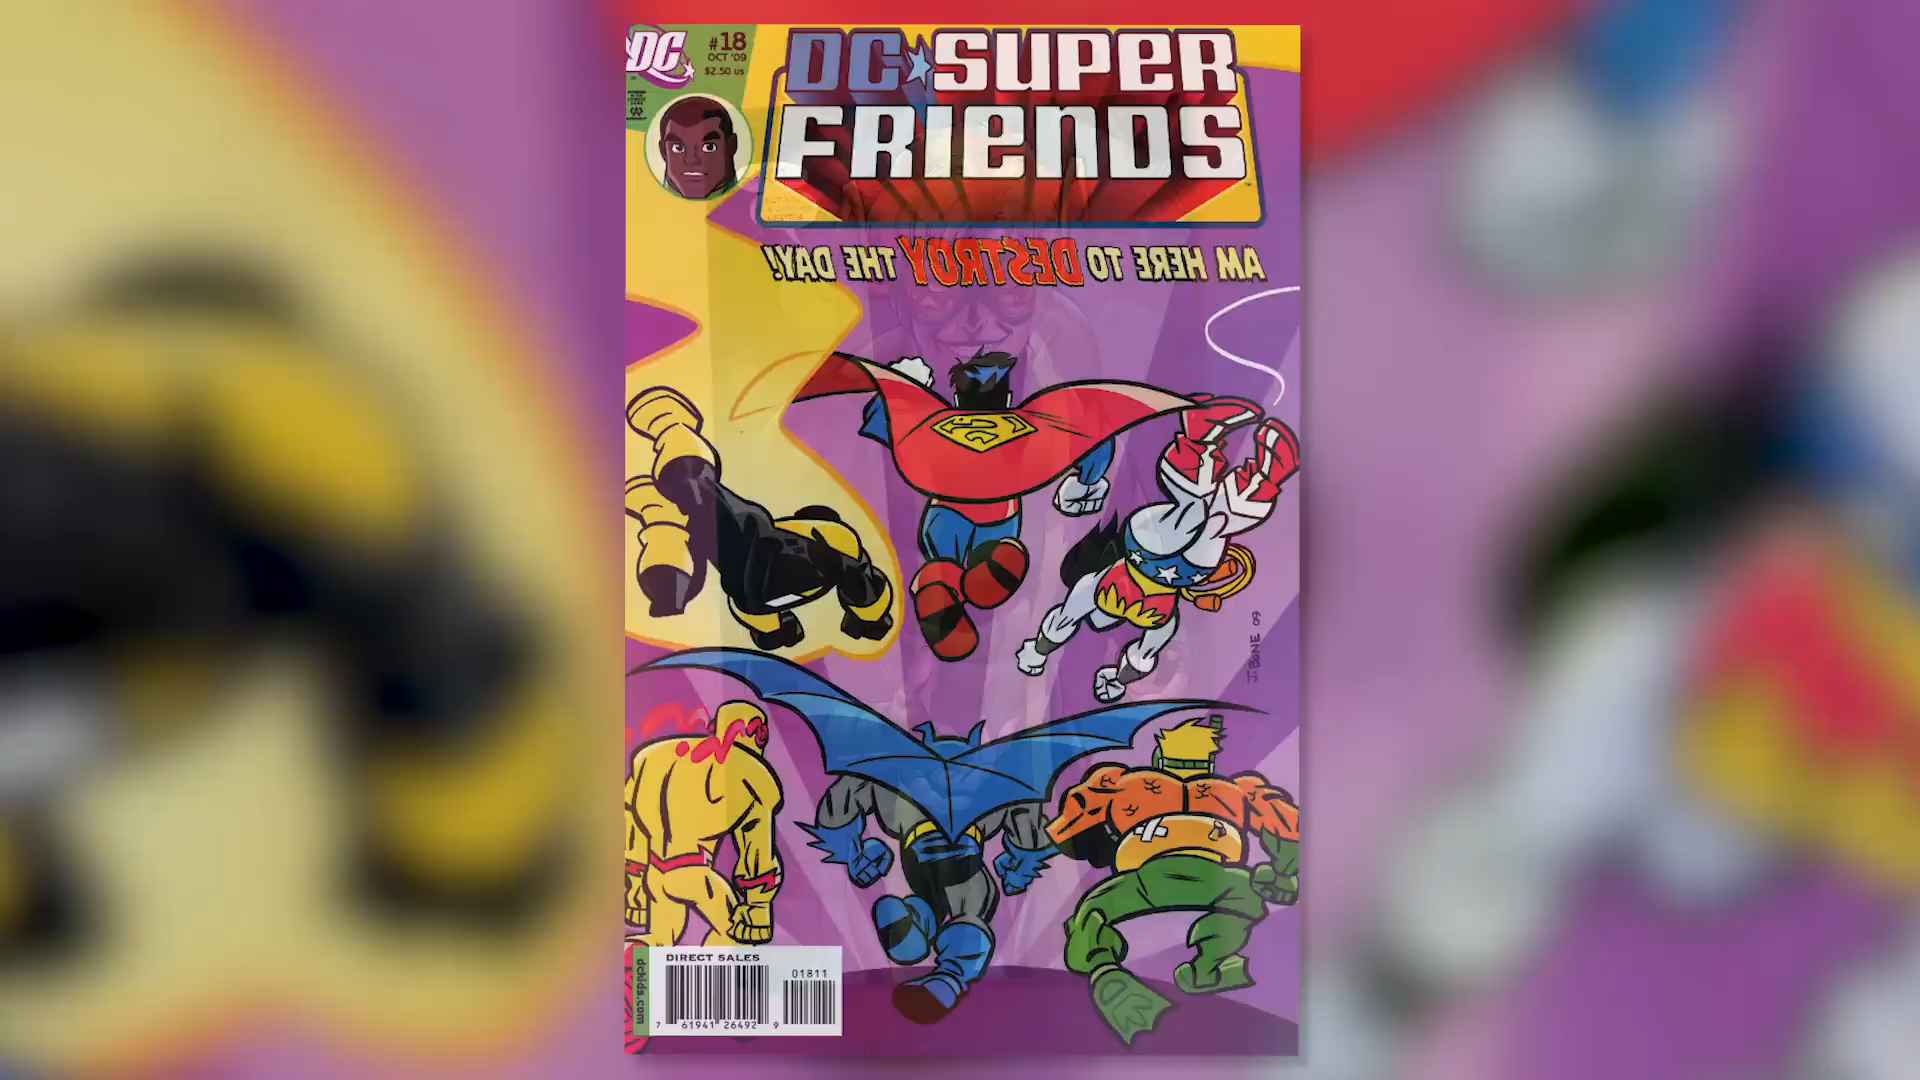 DC
#18
OCT '09
$2.50 US
DC SUPER
FRIENDS
AM HERE TO DESTROY THE DAY!
J.BONE 09
DIRECT SALES
01811
7 61941 26492 9
dckids.com